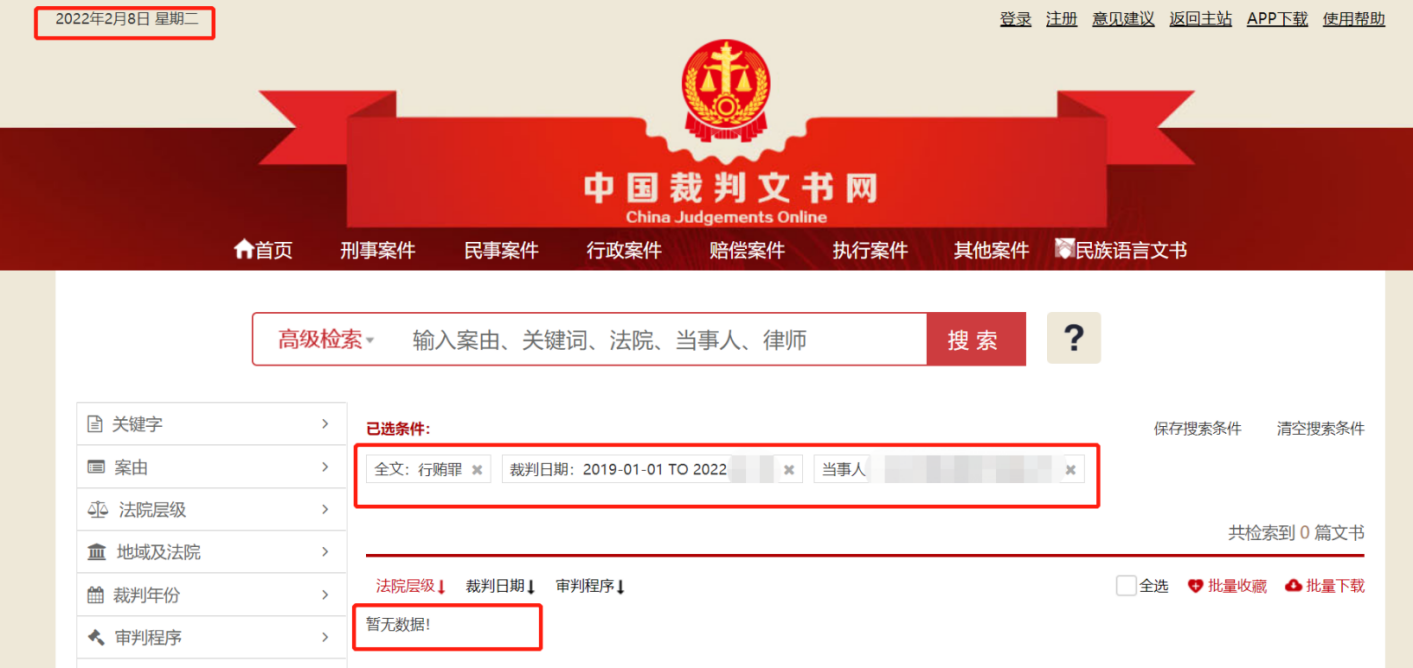 2022年2月8日 星期二
登录 注册 意见建议 返回主站 APP下载 使用帮助
中国裁判文书网
China Judgements Online
首页 刑事案件 民事案件 行政案件 赔偿案件 执行案件 其他案件 民族语言文书
高级检索 输入案由、关键词、法院、当事人、律师 搜索 ?
关键字
案由
法院层级
地域及法院
裁判年份
审判程序
已选条件:
保存搜索条件 清空搜索条件
全文：行贿罪 × 裁判日期：2019-01-01 TO 2022 × 当事人 ×
共检索到 0 篇文书
法院层级 裁判日期 审判程序
全选 批量收藏 批量下载
暂无数据!